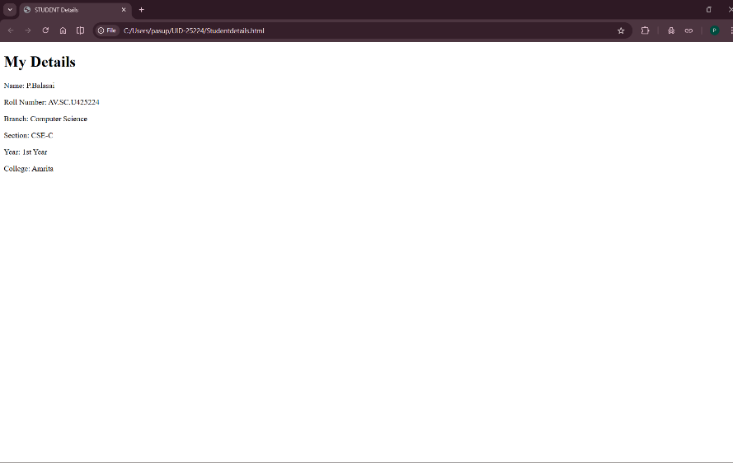 STUDENT Details
File C:/Users/pasup/UID-25224/Studentdetails.html
P
My Details
Name: P.Balaani
Roll Number: AV.SC.U425224
Branch: Computer Science
Section: CSE-C
Year: 1st Year
College: Amrita